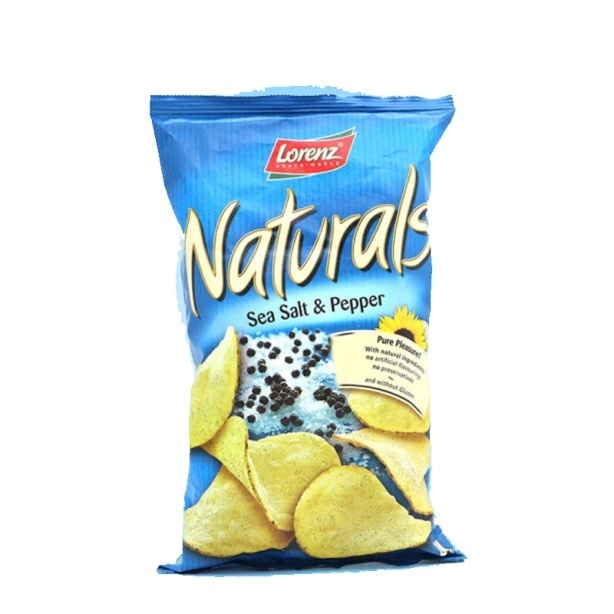 Lorenz
SNACK-WORLD
Naturals
Sea Salt & Pepper
Pure Pleasure!
With natural ingredients
no artificial flavourings
no preservatives
and without Gluten